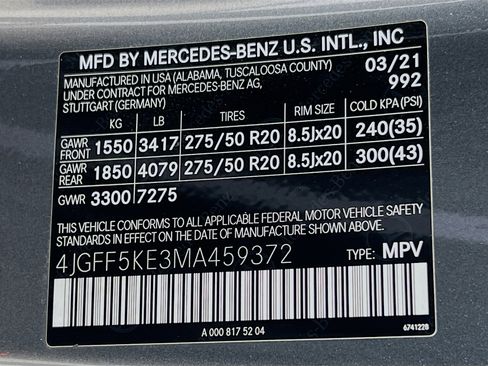 MFD BY MERCEDES-BENZ U.S. INTL., INC
MANUFACTURED IN USA (ALABAMA, TUSCALOOSA COUNTY) 03/21
UNDER CONTRACT FOR MERCEDES-BENZ AG, 992
STUTTGART (GERMANY)
KG LB TIRES RIM SIZE COLD KPA (PSI)
GAWR FRONT 1550 3417 275/50 R20 8.5Jx20 240(35)
GAWR REAR 1850 4079 275/50 R20 8.5Jx20 300(43)
GWR 3300 7275
THIS VEHICLE CONFORMS TO ALL APPLICABLE FEDERAL MOTOR VEHICLE SAFETY
STANDARDS IN EFFECT ON THE DATE OF MANUFACTURE SHOWN ABOVE.
4JGFF5KE3MA459372 TYPE: MPV
A 000 817 52 04 6741228